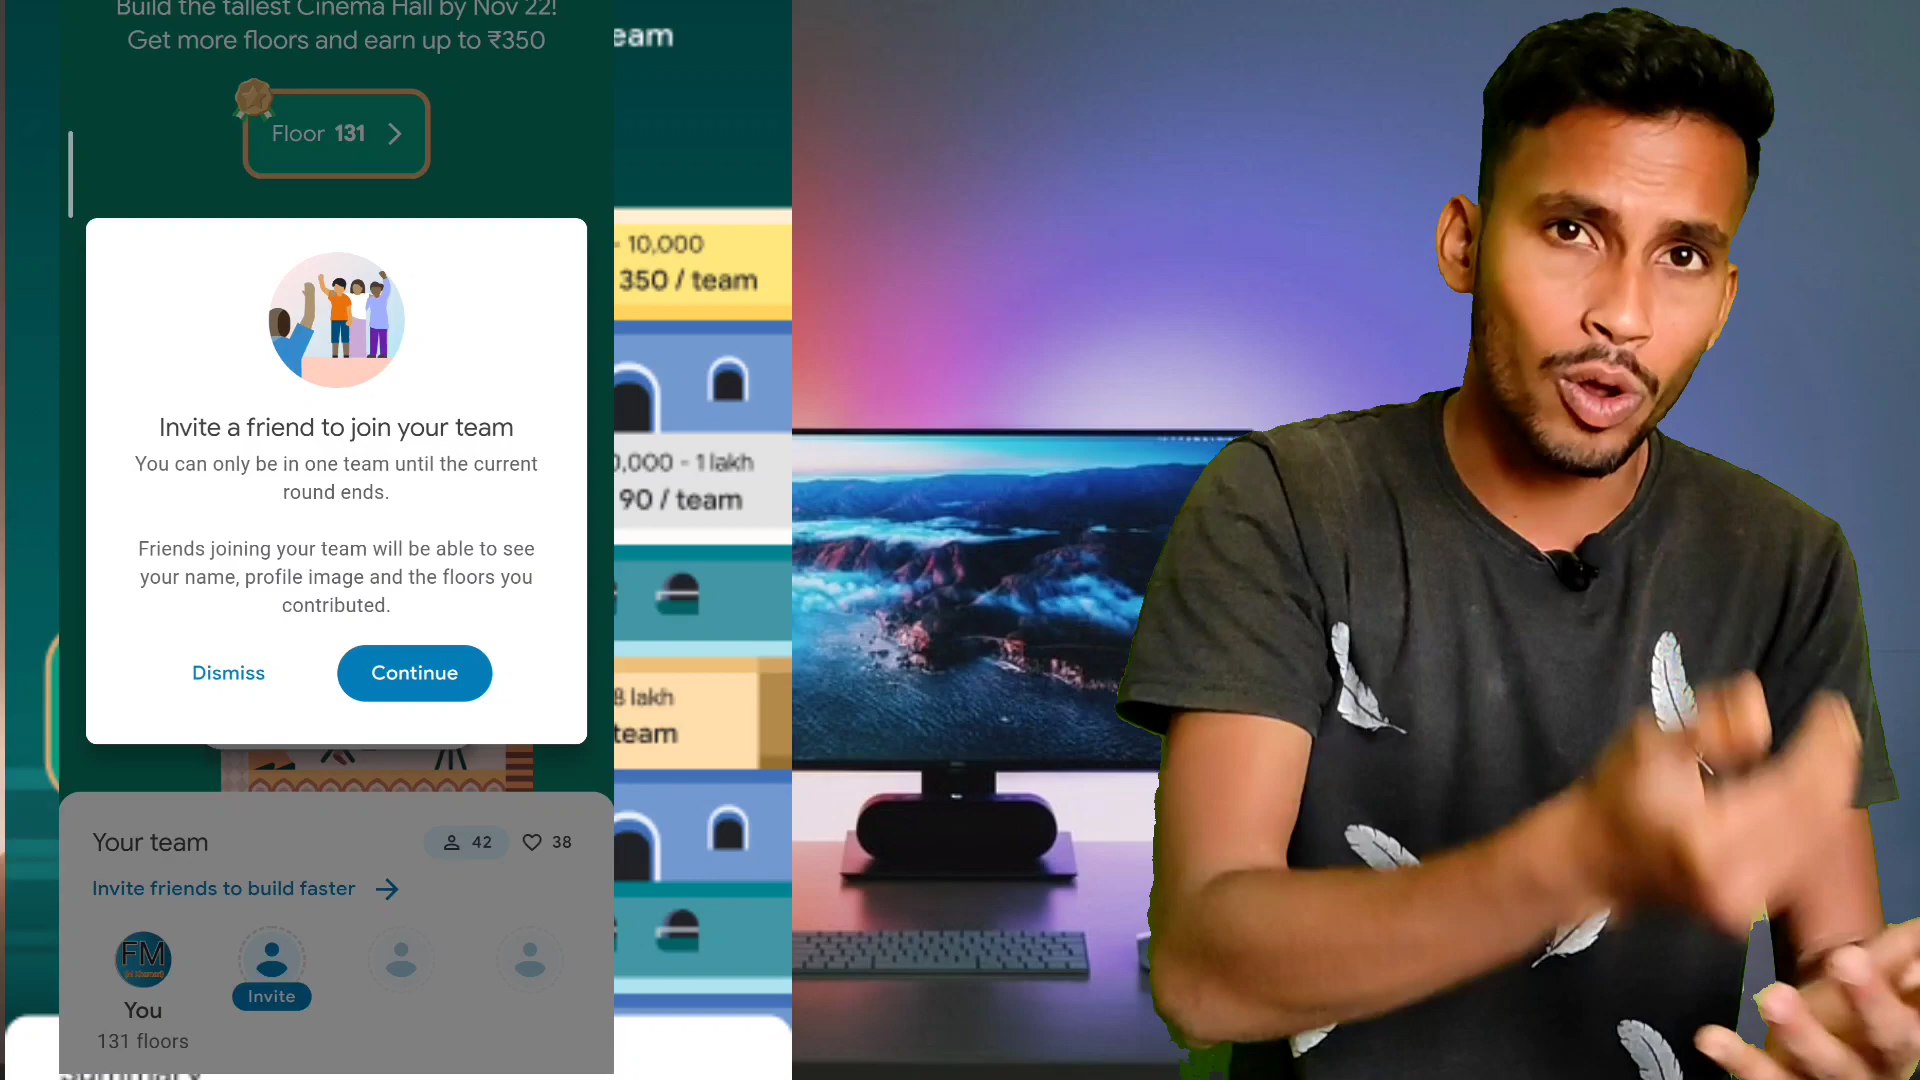 Build the tallest Cinema Hall by Nov 22!
Get more floors and earn up to ₹350
Floor 131
Invite a friend to join your team
You can only be in one team until the current
round ends.
Friends joining your team will be able to see
your name, profile image and the floors you
contributed.
Dismiss
Continue
Your team
42
38
Invite friends to build faster
FM
You
131 floors
Invite
eam
- 10,000
350 / team
0,000 - 1 lakh
90 / team
8 lakh
team